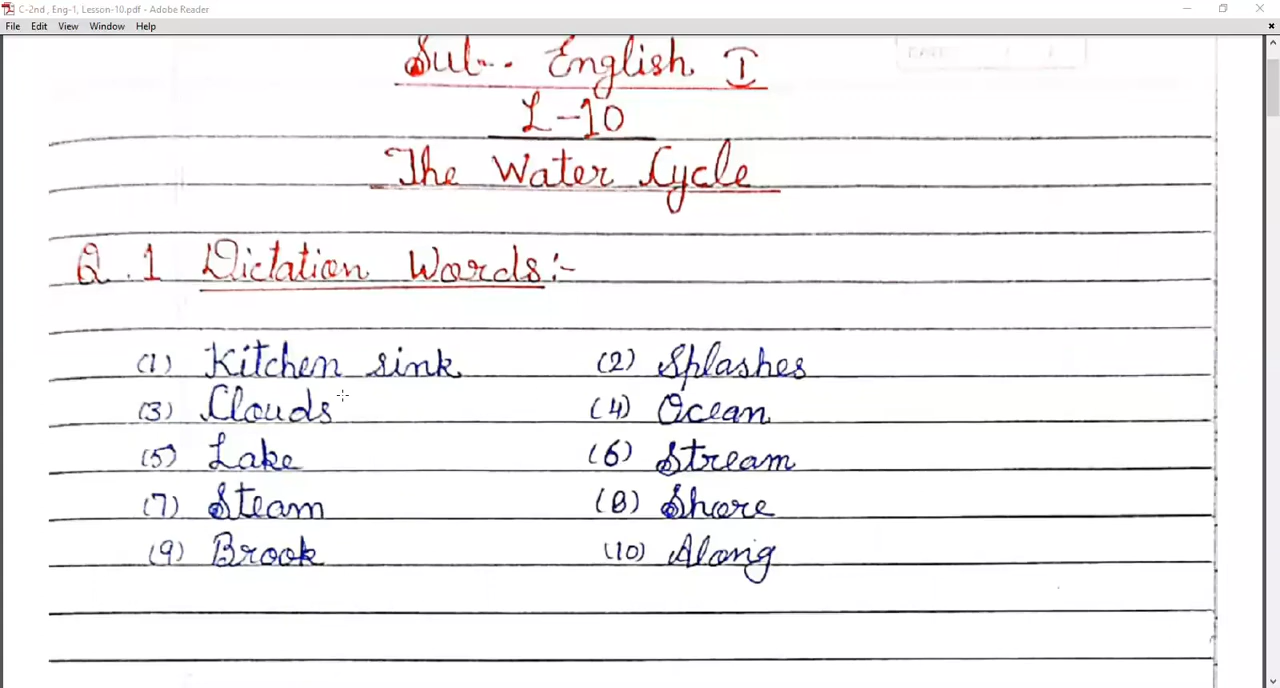 C-2nd , Eng-1, Lesson-10.pdf - Adobe Reader
File Edit View Window Help
Sub.. English I
L-10
The Water Cycle
Q.1 Dictation Words:-
(1) Kitchen sink (2) Splashes
(3) Clouds (4) Ocean
(5) Lake (6) Stream
(7) Steam (8) Shore
(9) Brook (10) Along